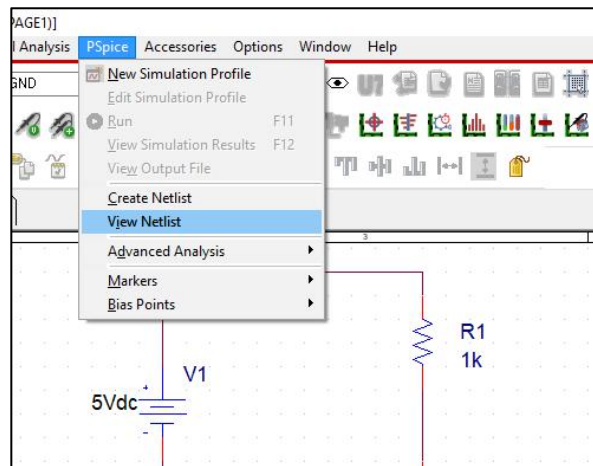 PAGE1)]
l Analysis PSpice Accessories Options Window Help
GND
New Simulation Profile
Edit Simulation Profile
Run F11
View Simulation Results F12
View Output File
Create Netlist
View Netlist
Advanced Analysis
Markers
Bias Points
3
R1
1k
V1
5Vdc
+
-